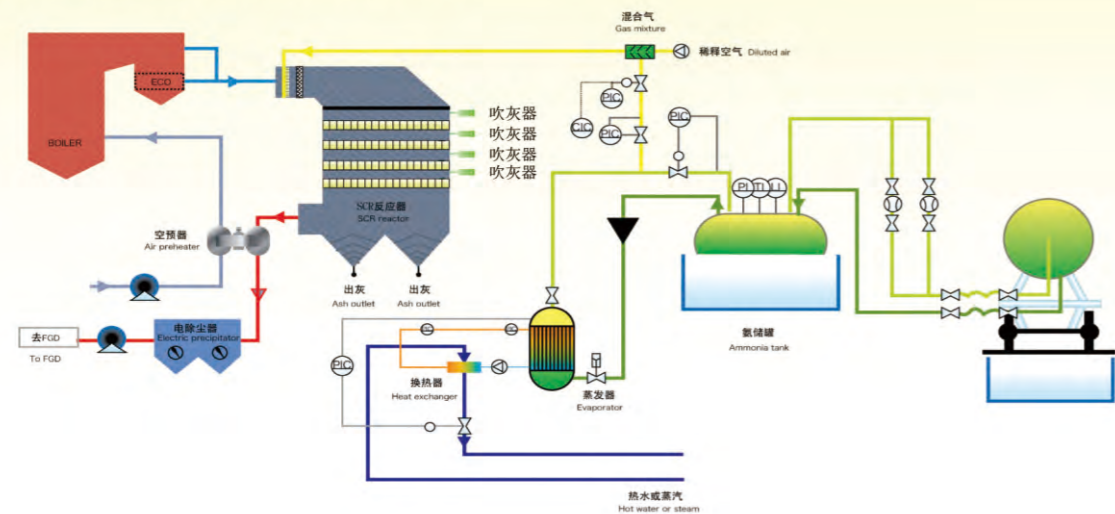 混合气
Gas mixture
稀释空气 Diluted air
ECO
BOILER
PIC
CIC
PIC
PIC
吹灰器
吹灰器
吹灰器
吹灰器
PI
TI
LI
SCR反应器
SCR reactor
空预器
Air preheater
出灰
Ash outlet
出灰
Ash outlet
氨储罐
Ammonia tank
电除尘器
Electric precipitator
去FGD
To FGD
PIC
换热器
Heat exchanger
蒸发器
Evaporator
热水或蒸汽
Hot water or steam